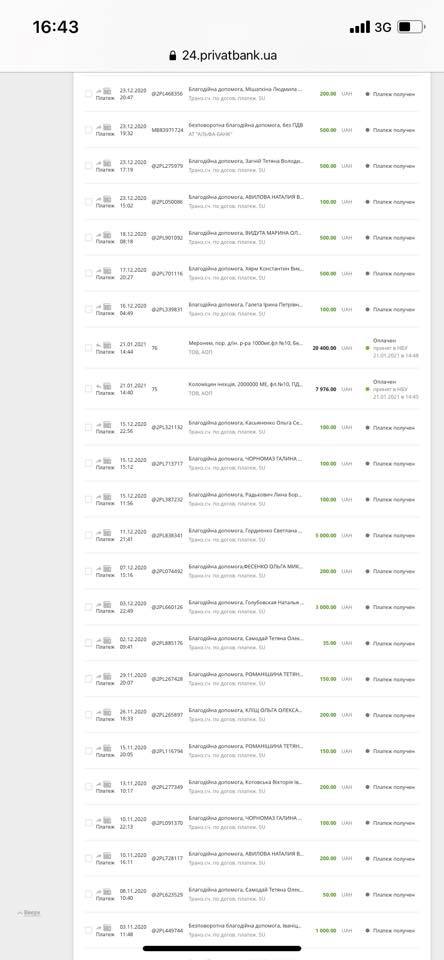 16:43
3G
24.privatbank.ua
23.12.2020 @2PL468356 Благодійна допомога, Мішагкіна Людмила... 200.00 UAH Платеж получен
Платеж 20:47 Транз.сч. по догов, платеж. SU
23.12.2020 MB83971724 безповоротна благодійна допомога, без ПДВ 500.00 UAH Платеж получен
Платеж 19:32 АТ "АЛЬФА-БАНК"
23.12.2020 @2PL275979 Благодійна допомога, Загній Тетяна Володи... 500.00 UAH Платеж получен
Платеж 17:19 Транз.сч. по догов, платеж. SU
23.12.2020 @2PL050086 Благодійна допомога, АВИЛОВА НАТАЛИЯ В... 100.00 UAH Платеж получен
Платеж 15:02 Транз.сч. по догов, платеж. SU
18.12.2020 @2PL901092 Благодійна допомога, ВИДУТА МАРИНА ОЛ... 500.00 UAH Платеж получен
Платеж 08:18 Транз.сч. по догов, платеж. SU
17.12.2020 @2PL701116 Благодійна допомога, Хярм Константин Вик... 500.00 UAH Платеж получен
Платеж 20:27 Транз.сч. по догов, платеж. SU
16.12.2020 @2PL339831 Благодійна допомога, Галета Ірина Петрівн... 100.00 UAH Платеж получен
Платеж 04:49 Транз.сч. по догов, платеж. SU
21.01.2021 76 Меронем, пор. д/ін. р-ра 1000мг.фл №10, Бе... 20 400.00 UAH Оплачен
Платеж 14:44 ТОВ, АОП принят в НБУ
21.01.2021 в 14:48
21.01.2021 75 Коломіцин інєкція, 2000000 МЕ, фл.№10, ПД... 7 976.00 UAH Оплачен
Платеж 14:40 ТОВ, АОП принят в НБУ
21.01.2021 в 14:45
15.12.2020 @2PL321132 Благодійна допомога, Касьяненко Ольга Се... 100.00 UAH Платеж получен
Платеж 22:56 Транз.сч. по догов, платеж. SU
15.12.2020 @2PL713717 Благодійна допомога, ЧОРНОМАЗ ГАЛИНА ... 100.00 UAH Платеж получен
Платеж 15:12 Транз.сч. по догов, платеж. SU
15.12.2020 @2PL387232 Благодійна допомога, Радькович Лина Бор... 100.00 UAH Платеж получен
Платеж 11:56 Транз.сч. по догов, платеж. SU
11.12.2020 @2PL838341 Благодійна допомога, Гордиенко Светлана ... 5 000.00 UAH Платеж получен
Платеж 21:41 Транз.сч. по догов, платеж. SU
07.12.2020 @2PL074492 Благодійна допомога,ФЕСЕНКО ОЛЬГА МИК... 200.00 UAH Платеж получен
Платеж 15:16 Транз.сч. по догов, платеж. SU
03.12.2020 @2PL660126 Благодійна допомога, Голубовская Наталья ... 3 000.00 UAH Платеж получен
Платеж 22:49 Транз.сч. по догов, платеж. SU
02.12.2020 @2PL885176 Благодійна допомога, Самодай Тетяна Олек... 35.00 UAH Платеж получен
Платеж 09:41 Транз.сч. по догов, платеж. SU
29.11.2020 @2PL267428 Благодійна допомога, РОМАНІШИНА ТЕТЯН... 150.00 UAH Платеж получен
Платеж 20:07 Транз.сч. по догов, платеж. SU
26.11.2020 @2PL265897 Благодійна допомога, КЛІЩ ОЛЬГА ОЛЕКСА... 200.00 UAH Платеж получен
Платеж 18:33 Транз.сч. по догов, платеж. SU
15.11.2020 @2PL116794 Благодійна допомога, РОМАНІШИНА ТЕТЯН... 150.00 UAH Платеж получен
Платеж 20:05 Транз.сч. по догов, платеж. SU
13.11.2020 @2PL277349 Благодійна допомога, Котовська Вікторія Ів... 200.00 UAH Платеж получен
Платеж 10:17 Транз.сч. по догов, платеж. SU
10.11.2020 @2PL091370 Благодійна допомога, ЧОРНОМАЗ ГАЛИНА ... 100.00 UAH Платеж получен
Платеж 22:13 Транз.сч. по догов, платеж. SU
10.11.2020 @2PL728117 Благодійна допомога, АВИЛОВА НАТАЛИЯ В... 200.00 UAH Платеж получен
Платеж 16:11 Транз.сч. по догов, платеж. SU
08.11.2020 @2PL623525 Благодійна допомога, Самодай Тетяна Олек... 50.00 UAH Платеж получен
Платеж 10:40 Транз.сч. по догов, платеж. SU
Вверх
03.11.2020 @2PL449744 Безповоротна благодійна допомога, Іваніц... 1 000.00 UAH Платеж получен
Платеж 11:48 Транз.сч. по догов, платеж. SU